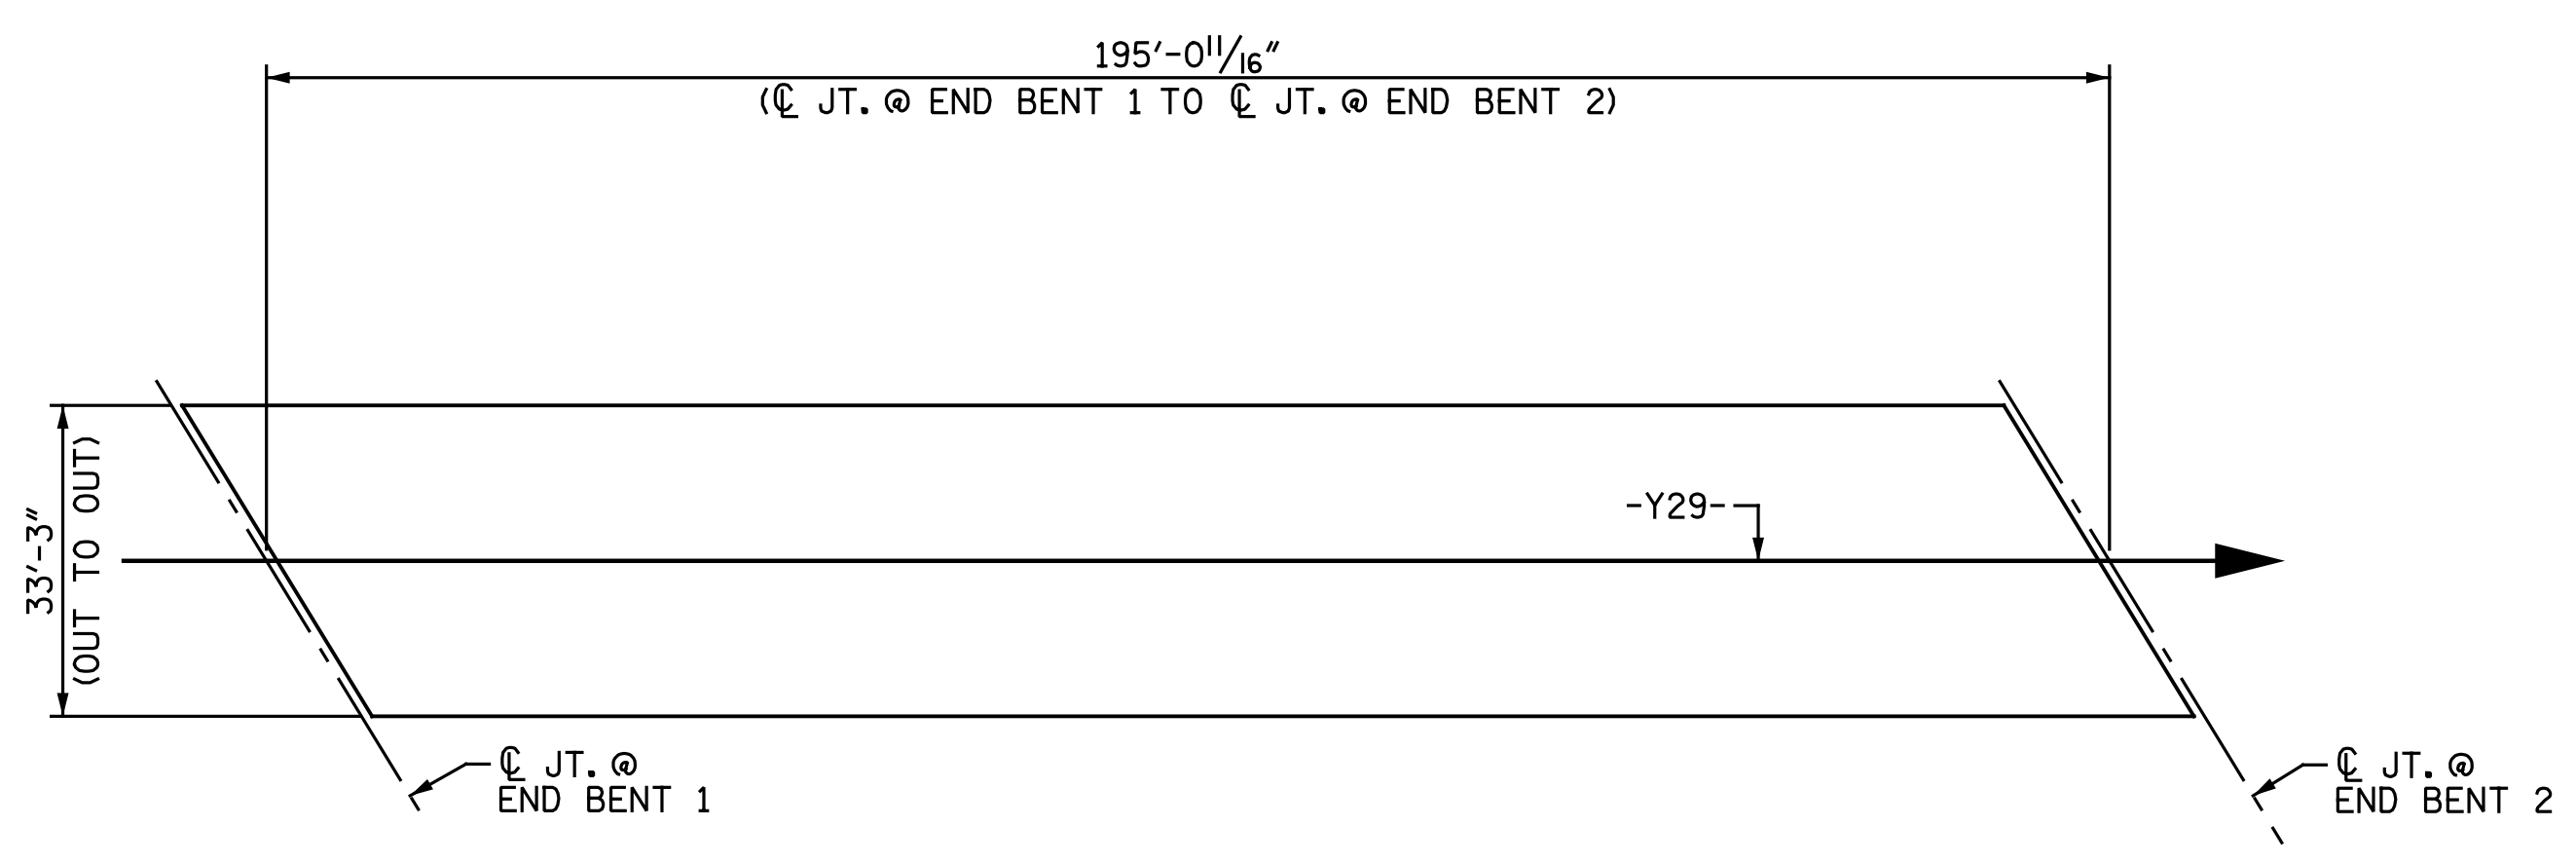 195'-0 11/16"
(℄ JT. @ END BENT 1 TO ℄ JT. @ END BENT 2)
33'-3"
(OUT TO OUT)
-Y29-
℄ JT. @
END BENT 1
℄ JT. @
END BENT 2